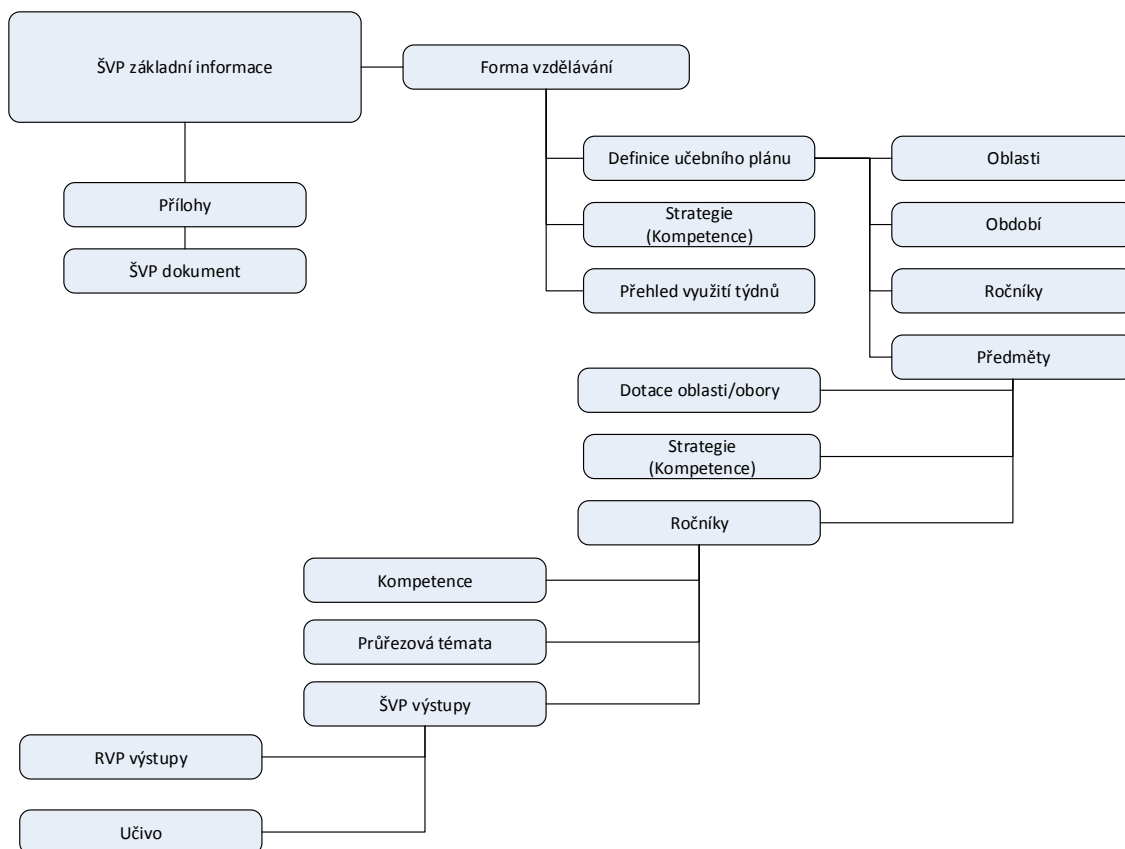 ŠVP základní informace
Forma vzdělávání
Definice učebního plánu
Oblasti
Přílohy
Strategie
(Kompetence)
Období
ŠVP dokument
Přehled využití týdnů
Ročníky
Předměty
Dotace oblasti/obory
Strategie
(Kompetence)
Ročníky
Kompetence
Průřezová témata
ŠVP výstupy
RVP výstupy
Učivo